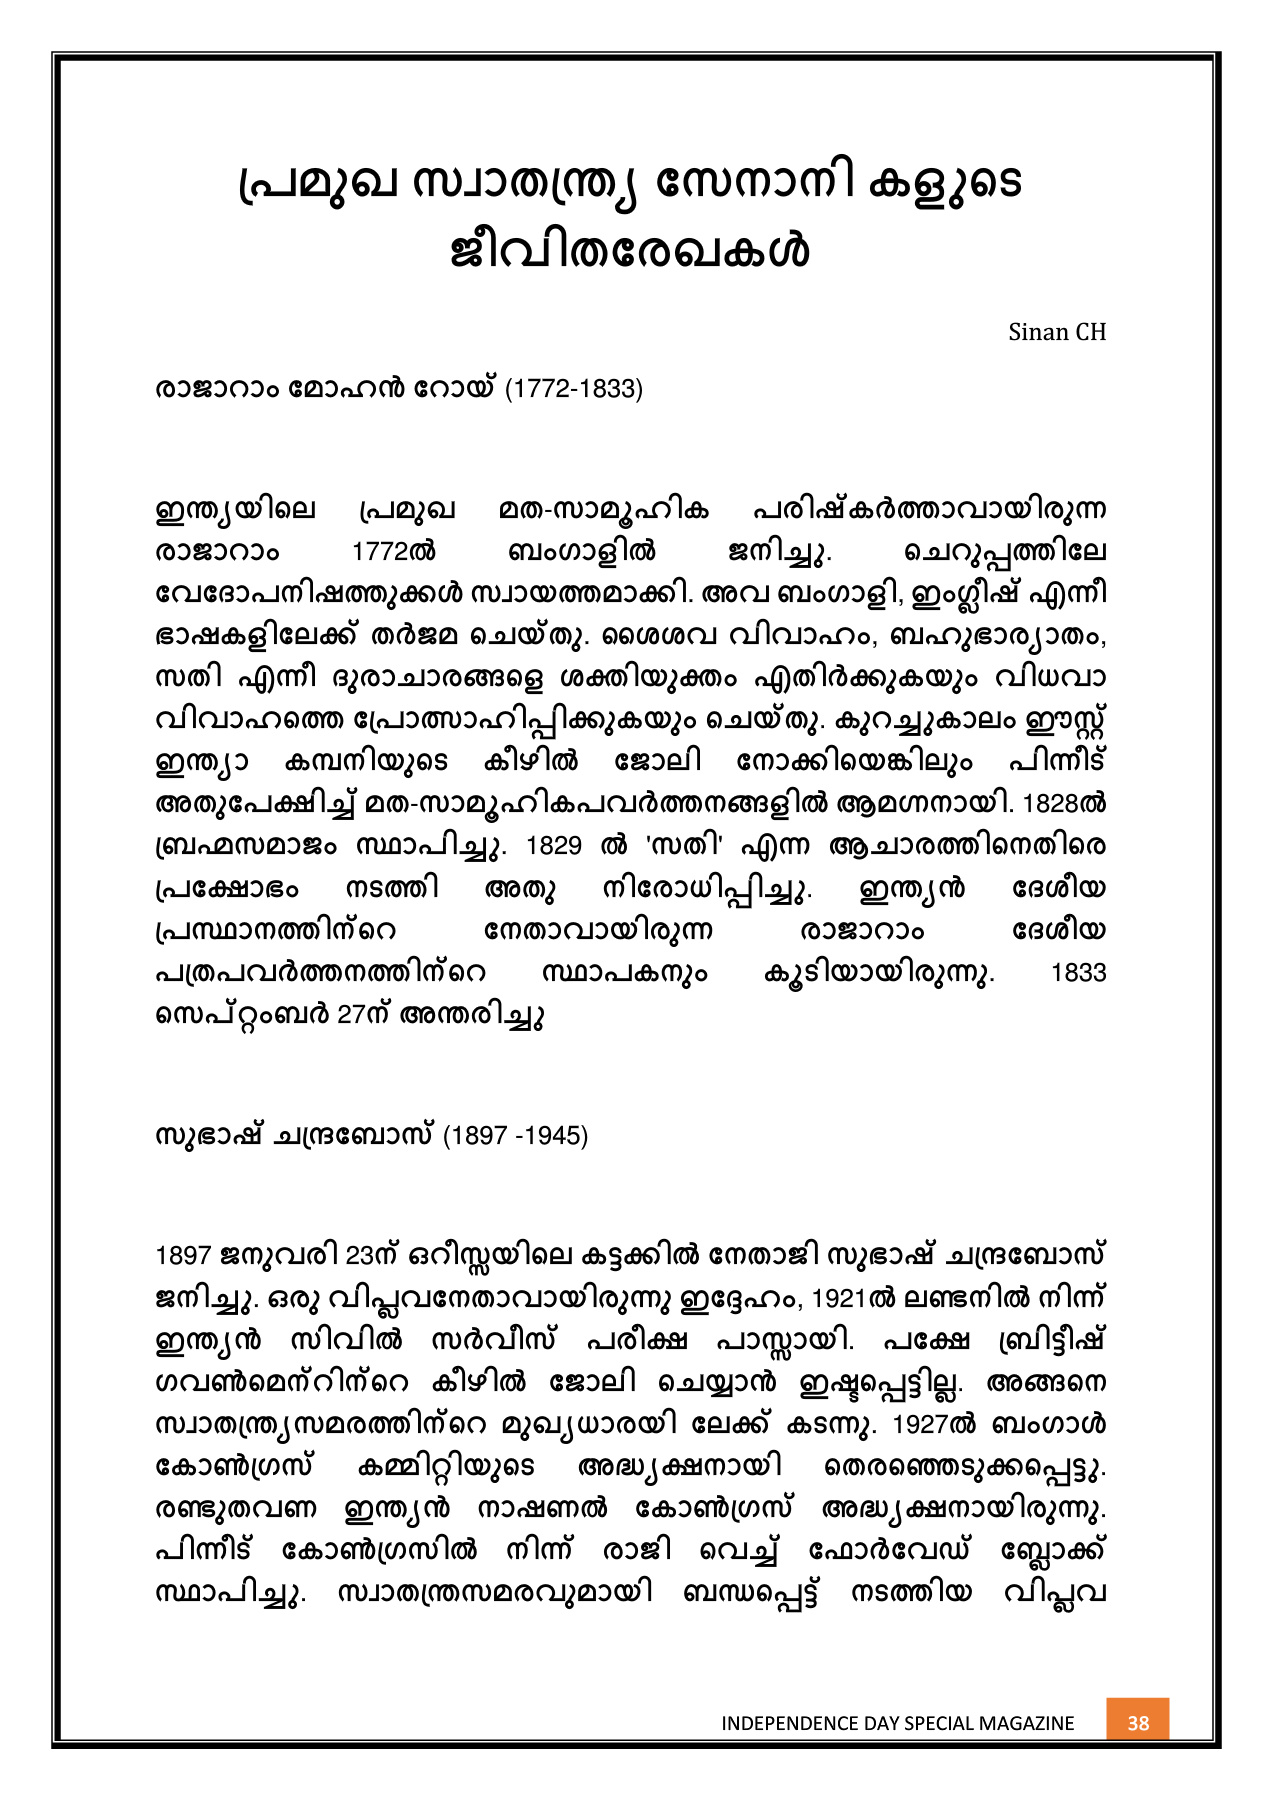 പ്രമുഖ സ്വാതന്ത്ര്യ സേനാനി കളുടെ
ജീവിതരേഖകൾ
Sinan CH
രാജാറാം മോഹൻ റോയ് (1772-1833)
ഇന്ത്യയിലെ പ്രമുഖ മത-സാമൂഹിക പരിഷ്കർത്താവായിരുന്ന
രാജാറാം 1772ൽ ബംഗാളിൽ ജനിച്ചു. ചെറുപ്പത്തിലേ
വേദോപനിഷത്തുക്കൾ സ്വായത്തമാക്കി. അവ ബംഗാളി, ഇംഗ്ലീഷ് എന്നീ
ഭാഷകളിലേക്ക് തർജമ ചെയ്തു. ശൈശവ വിവാഹം, ബഹുഭാര്യാതം,
സതി എന്നീ ദുരാചാരങ്ങളെ ശക്തിയുക്തം എതിർക്കുകയും വിധവാ
വിവാഹത്തെ പ്രോത്സാഹിപ്പിക്കുകയും ചെയ്തു. കുറച്ചുകാലം ഈസ്റ്റ്
ഇന്ത്യാ കമ്പനിയുടെ കീഴിൽ ജോലി നോക്കിയെങ്കിലും പിന്നീട്
അതുപേക്ഷിച്ച് മത-സാമൂഹികപവർത്തനങ്ങളിൽ ആമഗ്നനായി. 1828ൽ
ബ്രഹ്മസമാജം സ്ഥാപിച്ചു. 1829 ൽ 'സതി' എന്ന ആചാരത്തിനെതിരെ
പ്രക്ഷോഭം നടത്തി അതു നിരോധിപ്പിച്ചു. ഇന്ത്യൻ ദേശീയ
പ്രസ്ഥാനത്തിന്റെ നേതാവായിരുന്ന രാജാറാം ദേശീയ
പത്രപവർത്തനത്തിന്റെ സ്ഥാപകനും കൂടിയായിരുന്നു. 1833
സെപ്റ്റംബർ 27ന് അന്തരിച്ചു
സുഭാഷ് ചന്ദ്രബോസ് (1897 -1945)
1897 ജനുവരി 23ന് ഒറീസ്സയിലെ കട്ടക്കിൽ നേതാജി സുഭാഷ് ചന്ദ്രബോസ്
ജനിച്ചു. ഒരു വിപ്ലവനേതാവായിരുന്നു ഇദ്ദേഹം, 1921ൽ ലണ്ടനിൽ നിന്ന്
ഇന്ത്യൻ സിവിൽ സർവീസ് പരീക്ഷ പാസ്സായി. പക്ഷേ ബ്രിട്ടീഷ്
ഗവൺമെന്റിന്റെ കീഴിൽ ജോലി ചെയ്യാൻ ഇഷ്ടപ്പെട്ടില്ല. അങ്ങനെ
സ്വാതന്ത്ര്യസമരത്തിന്റെ മുഖ്യധാരയി ലേക്ക് കടന്നു. 1927ൽ ബംഗാൾ
കോൺഗ്രസ് കമ്മിറ്റിയുടെ അദ്ധ്യക്ഷനായി തെരഞ്ഞെടുക്കപ്പെട്ടു.
രണ്ടുതവണ ഇന്ത്യൻ നാഷണൽ കോൺഗ്രസ് അദ്ധ്യക്ഷനായിരുന്നു.
പിന്നീട് കോൺഗ്രസിൽ നിന്ന് രാജി വെച്ച് ഫോർവേഡ് ബ്ലോക്ക്
സ്ഥാപിച്ചു. സ്വാതന്ത്രസമരവുമായി ബന്ധപ്പെട്ട് നടത്തിയ വിപ്ലവ
INDEPENDENCE DAY SPECIAL MAGAZINE 38